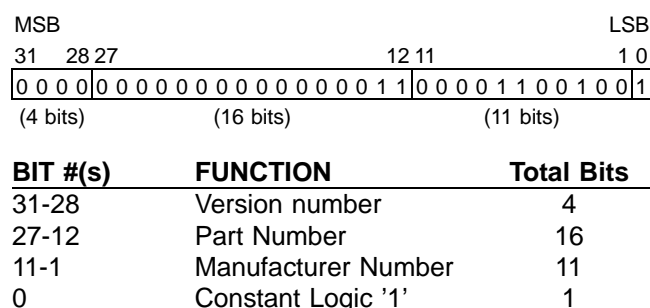 MSB LSB
31 28 27 12 11 1 0
0 0 0 0 0 0 0 0 0 0 0 0 0 0 0 0 0 0 1 1 0 0 0 0 1 1 0 0 1 0 0 1
(4 bits) (16 bits) (11 bits)
BIT #(s) FUNCTION Total Bits
31-28 Version number 4
27-12 Part Number 16
11-1 Manufacturer Number 11
0 Constant Logic '1' 1